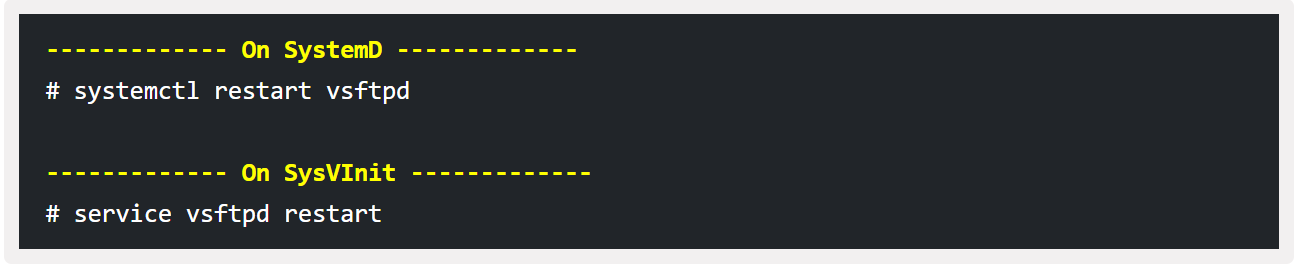 ------------- On SystemD -------------
# systemctl restart vsftpd
------------- On SysVInit -------------
# service vsftpd restart